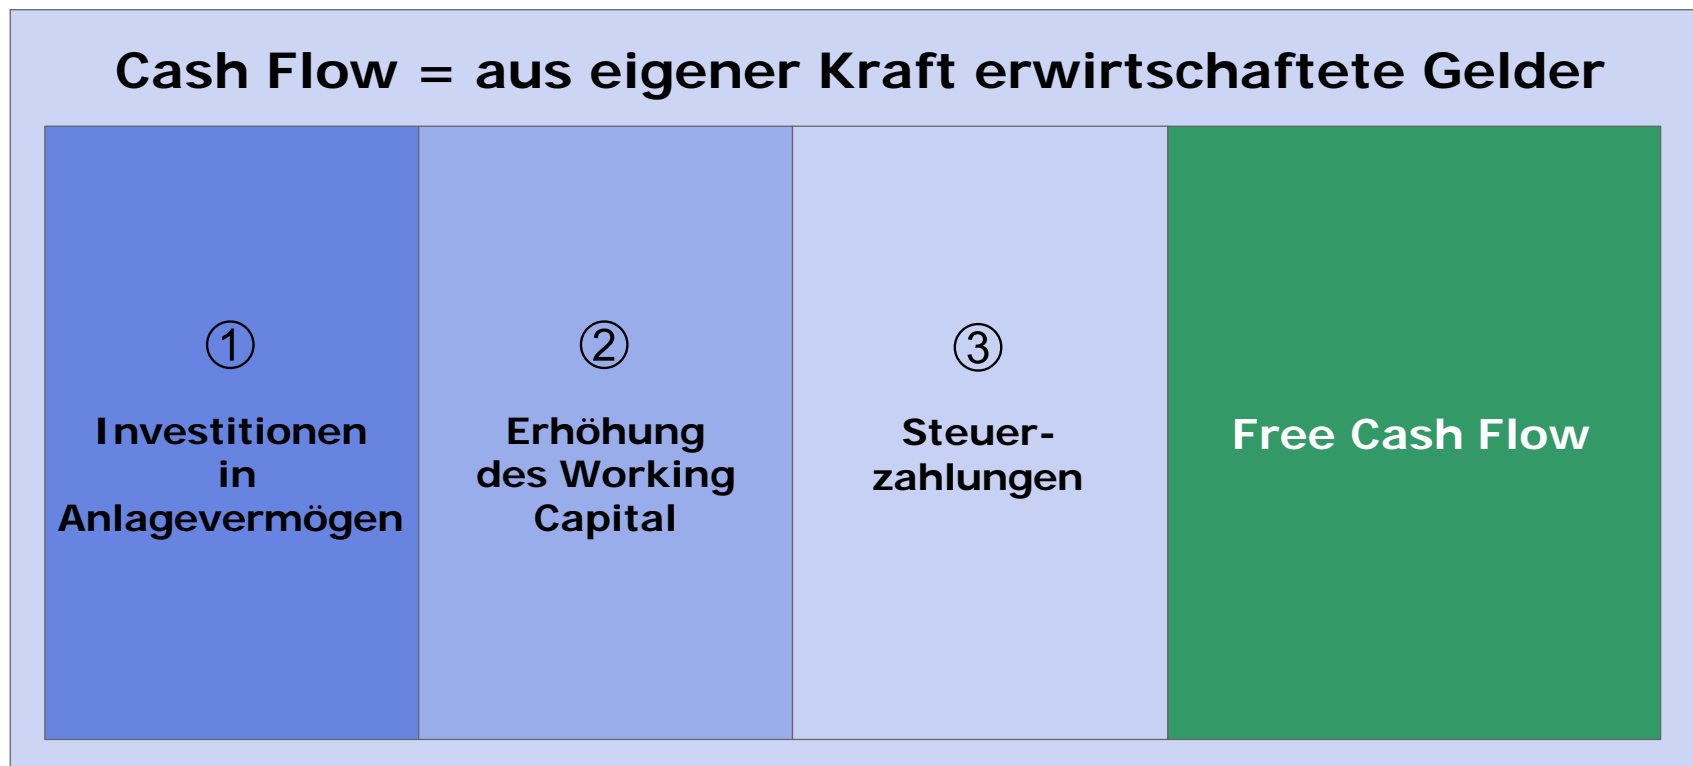 Cash Flow = aus eigener Kraft erwirtschaftete Gelder
①
Investitionen
in
Anlagevermögen
②
Erhöhung
des Working
Capital
③
Steuer-
zahlungen
Free Cash Flow